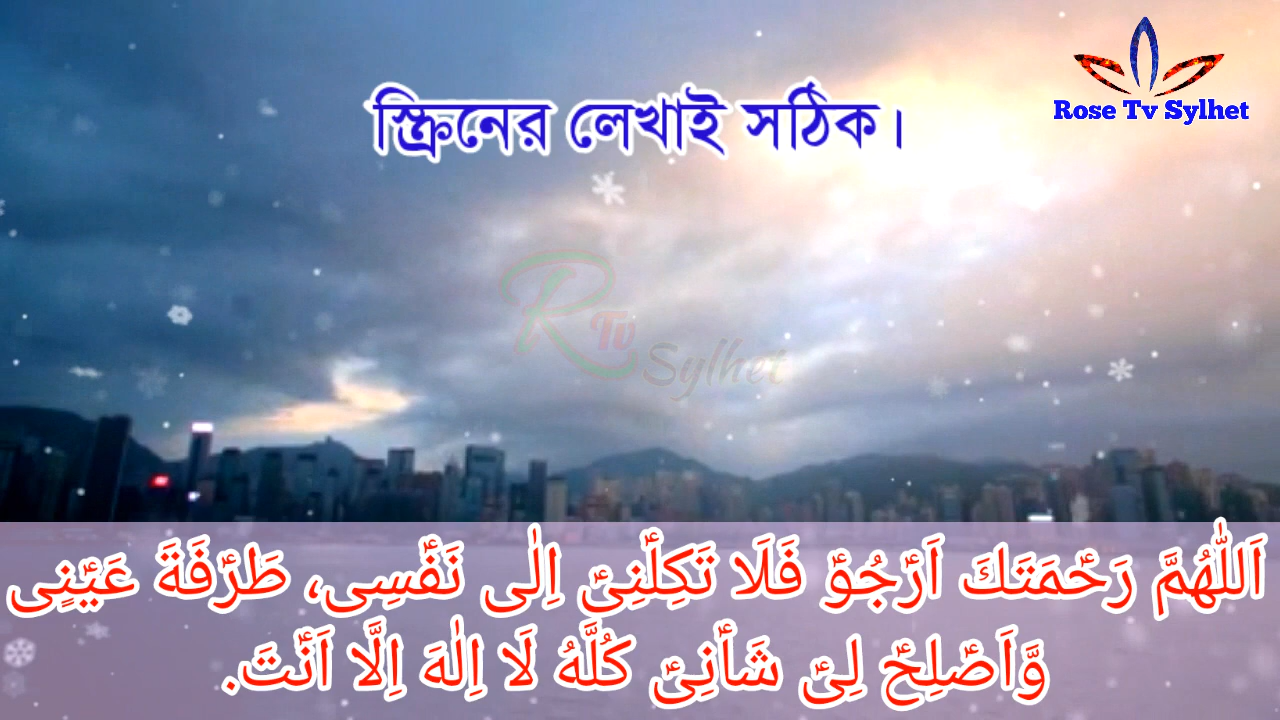 Rose Tv Sylhet
স্ক্রিনের লেখাই সঠিক।
R Tv Sylhet
اَللّٰهُمَّ رَحْمَتَكَ اَرْجُوْ فَلَا تَكِلْنِیْ اِلٰی نَفْسِی، طَرْفَةَ عَيْنٍی
وَّاَصْلِحْ لِیْ شَأْنِیْ كُلَّهُ لَا اِلٰهَ اِلَّا اَنْتَ.